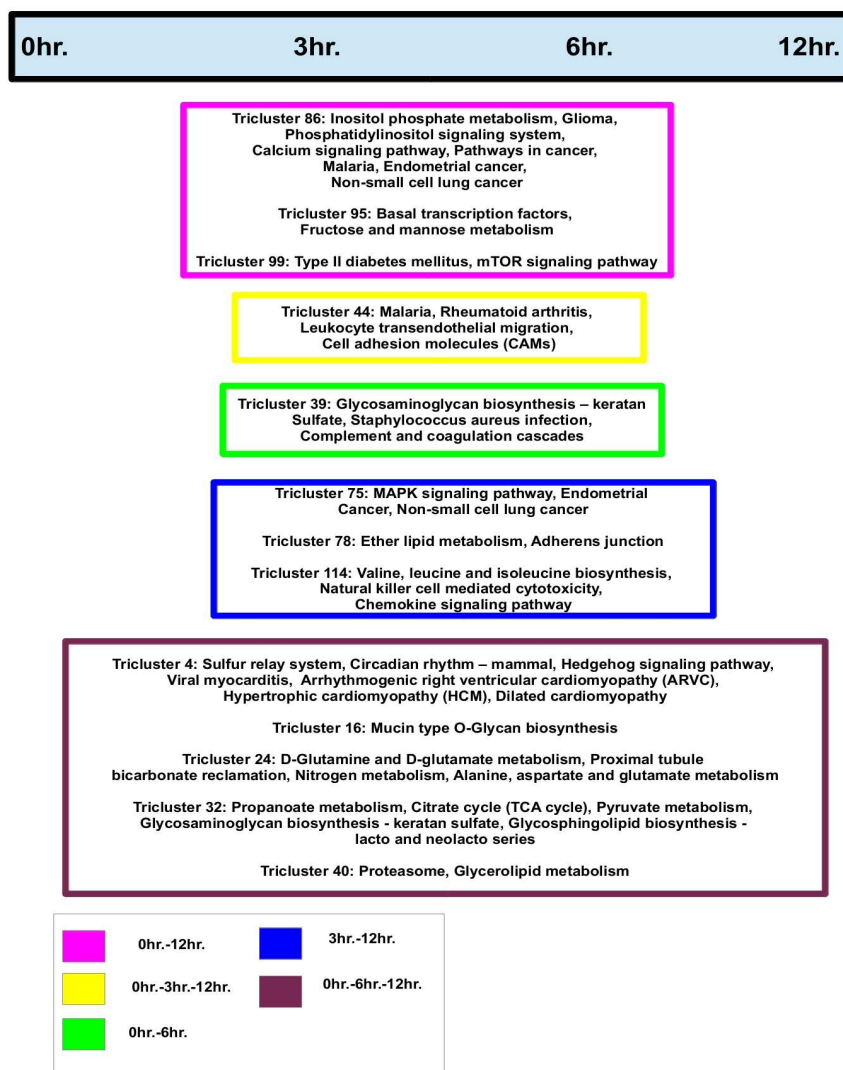 0hr. 3hr. 6hr. 12hr.
Tricluster 86: Inositol phosphate metabolism, Glioma,
Phosphatidylinositol signaling system,
Calcium signaling pathway, Pathways in cancer,
Malaria, Endometrial cancer,
Non-small cell lung cancer
Tricluster 95: Basal transcription factors,
Fructose and mannose metabolism
Tricluster 99: Type II diabetes mellitus, mTOR signaling pathway
Tricluster 44: Malaria, Rheumatoid arthritis,
Leukocyte transendothelial migration,
Cell adhesion molecules (CAMs)
Tricluster 39: Glycosaminoglycan biosynthesis – keratan
Sulfate, Staphylococcus aureus infection,
Complement and coagulation cascades
Tricluster 75: MAPK signaling pathway, Endometrial
Cancer, Non-small cell lung cancer
Tricluster 78: Ether lipid metabolism, Adherens junction
Tricluster 114: Valine, leucine and isoleucine biosynthesis,
Natural killer cell mediated cytotoxicity,
Chemokine signaling pathway
Tricluster 4: Sulfur relay system, Circadian rhythm – mammal, Hedgehog signaling pathway,
Viral myocarditis, Arrhythmogenic right ventricular cardiomyopathy (ARVC),
Hypertrophic cardiomyopathy (HCM), Dilated cardiomyopathy
Tricluster 16: Mucin type O-Glycan biosynthesis
Tricluster 24: D-Glutamine and D-glutamate metabolism, Proximal tubule
bicarbonate reclamation, Nitrogen metabolism, Alanine, aspartate and glutamate metabolism
Tricluster 32: Propanoate metabolism, Citrate cycle (TCA cycle), Pyruvate metabolism,
Glycosaminoglycan biosynthesis - keratan sulfate, Glycosphingolipid biosynthesis -
lacto and neolacto series
Tricluster 40: Proteasome, Glycerolipid metabolism
0hr.-12hr. 3hr.-12hr.
0hr.-3hr.-12hr. 0hr.-6hr.-12hr.
0hr.-6hr.